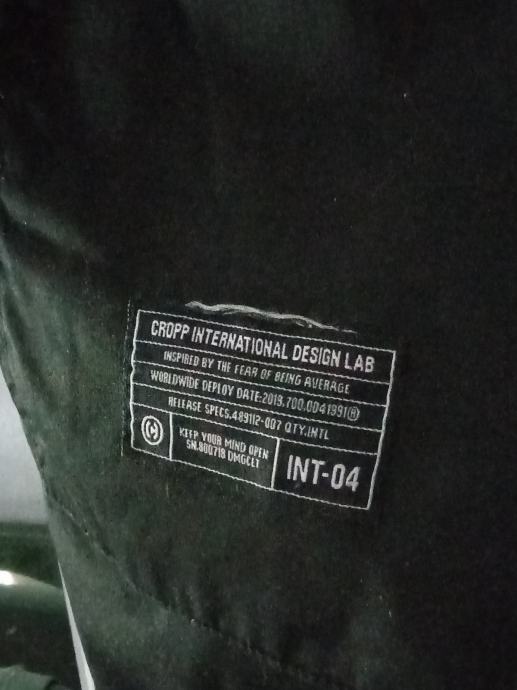 CROPP INTERNATIONAL DESIGN LAB
INSPIRED BY THE FEAR OF BEING AVERAGE
WORLDWIDE DEPLOY DATE:2019.700.0041991®
RELEASE SPECS.489112-007 QTY.INTL
©
KEEP YOUR MIND OPEN
SN.800718 DMGCET
INT-04